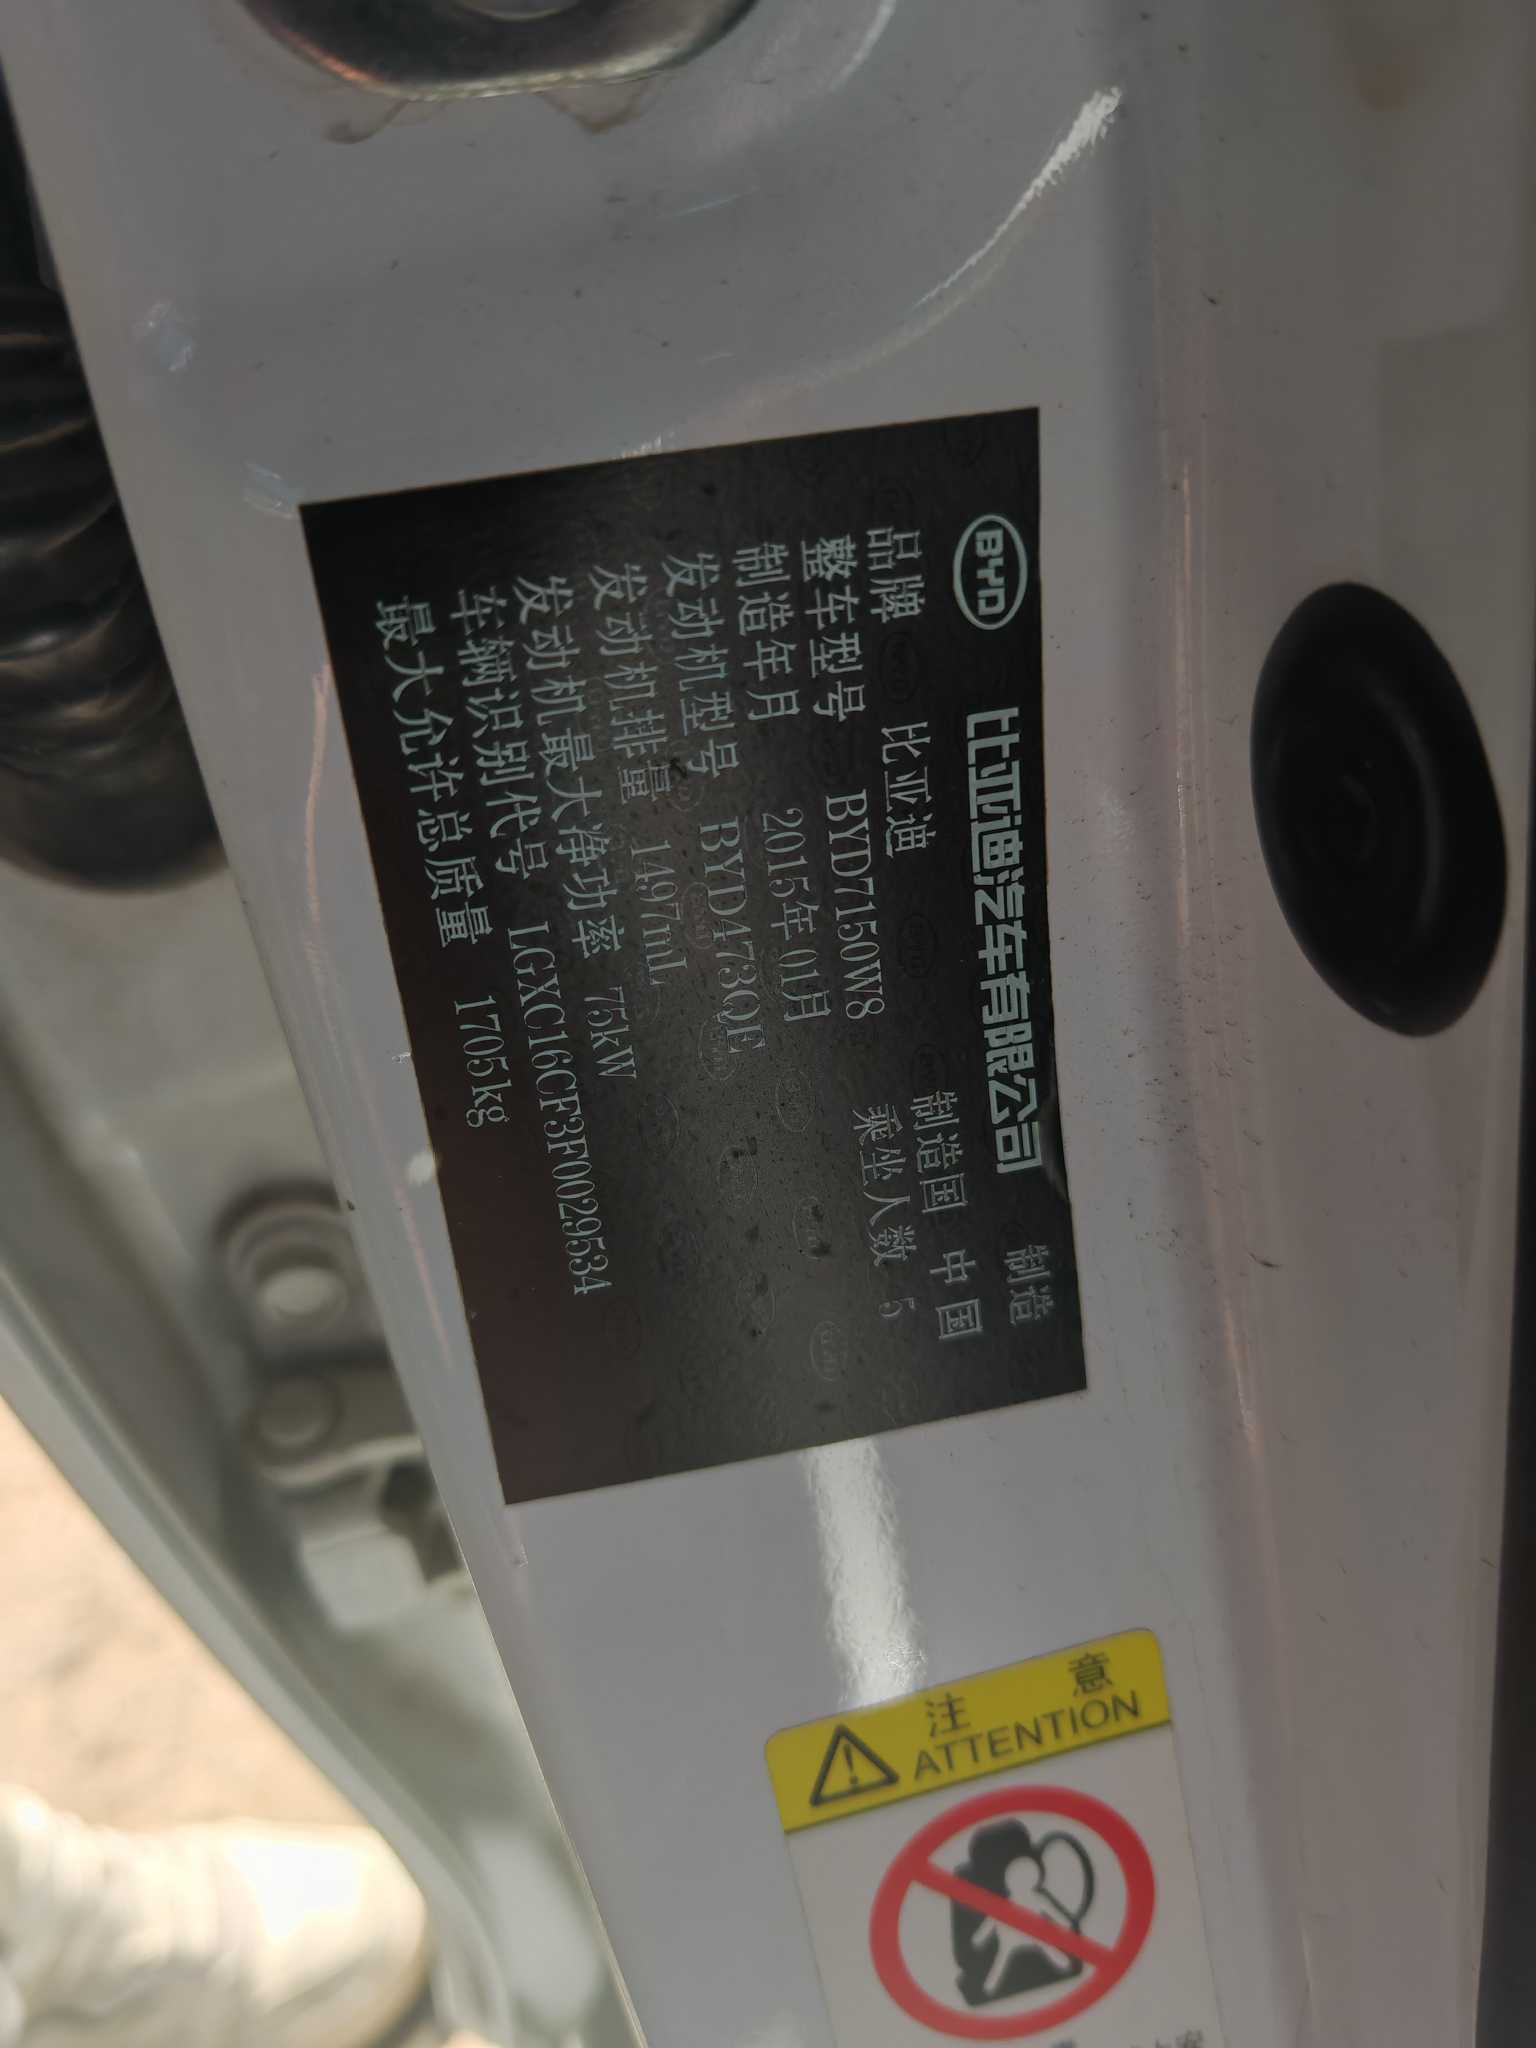 BYD 比亚迪汽车有限公司 制造
品牌 比亚迪 制造国 中国
整车型号 BYD7150W8 乘坐人数 5
制造年月 2015年01月
发动机型号 BYD473QE
发动机排量 1497mL
发动机最大净功率 75kW
车辆识别代号 LGXC16CF3F0029534
最大允许总质量 1705kg
注 意
ATTENTION